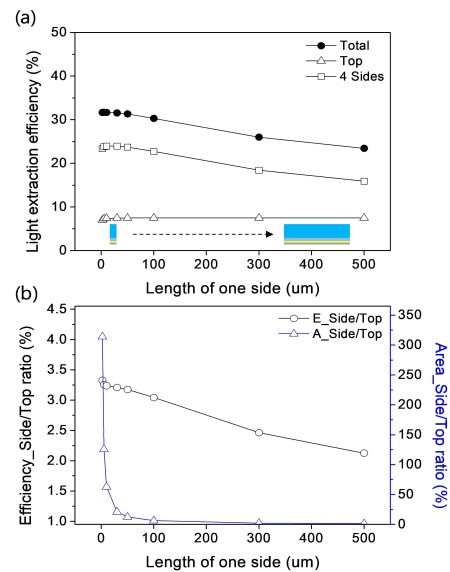 (a)
Light extraction efficiency (%)
50
40
30
20
10
0
Total
Top
4 Sides
0 100 200 300 400 500
Length of one side (um)
(b)
Efficiency_Side/Top ratio (%)
4.5
4.0
3.5
3.0
2.5
2.0
1.5
1.0
E_Side/Top
A_Side/Top
350
300
250
200
150
100
50
0
Area_Side/Top ratio (%)
0 100 200 300 400 500
Length of one side (um)